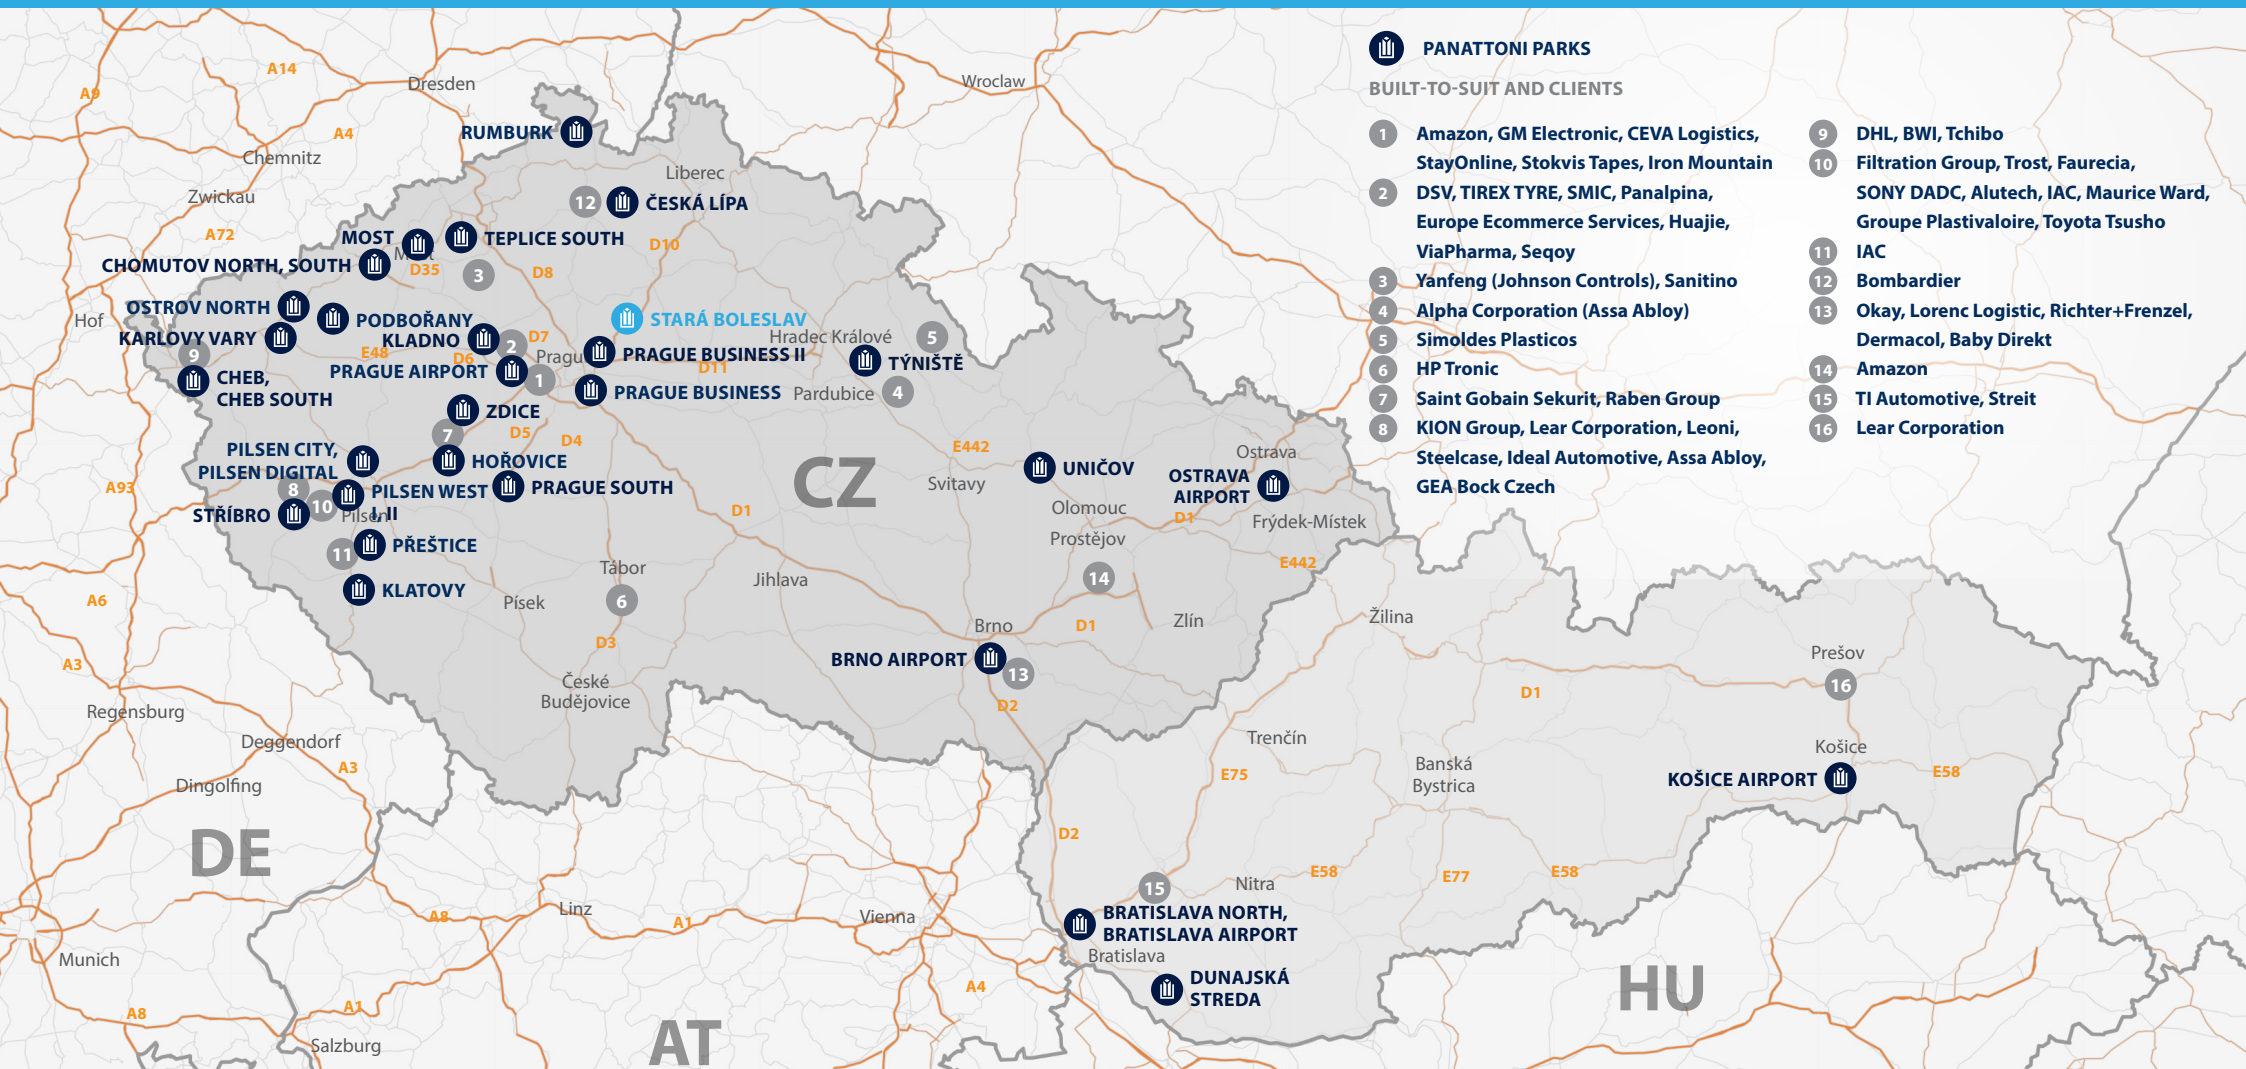 PANATTONI PARKS
BUILT-TO-SUIT AND CLIENTS
1 Amazon, GM Electronic, CEVA Logistics,
StayOnline, Stokvis Tapes, Iron Mountain
2 DSV, TIREX TYRE, SMIC, Panalpina,
Europe Ecommerce Services, Huajie,
ViaPharma, Seqoy
3 Yanfeng (Johnson Controls), Sanitino
4 Alpha Corporation (Assa Abloy)
5 Simoldes Plasticos
6 HP Tronic
7 Saint Gobain Sekurit, Raben Group
8 KION Group, Lear Corporation, Leoni,
Steelcase, Ideal Automotive, Assa Abloy,
GEA Bock Czech
9 DHL, BWI, Tchibo
10 Filtration Group, Trost, Faurecia,
SONY DADC, Alutech, IAC, Maurice Ward,
Groupe Plastivaloire, Toyota Tsusho
11 IAC
12 Bombardier
13 Okay, Lorenc Logistic, Richter+Frenzel,
Dermacol, Baby Direkt
14 Amazon
15 TI Automotive, Streit
16 Lear Corporation
A14
A9
Dresden
Wroclaw
A4
RUMBURK
Chemnitz
Liberec
Zwickau
12
ČESKÁ LÍPA
A72
MOST
TEPLICE SOUTH
D10
CHOMUTOV NORTH, SOUTH
D35
3
D8
OSTROV NORTH
Hof
PODBOŘANY
STARÁ BOLESLAV
KARLOVY VARY
KLADNO
2
D7
Hradec Králové
5
9
E48
D6
Pragu
PRAGUE BUSINESS II
TÝNIŠTĚ
PRAGUE AIRPORT
1
D11
CHEB,
CHEB SOUTH
PRAGUE BUSINESS
Pardubice
4
ZDICE
7
D5
D4
PILSEN CITY,
PILSEN DIGITAL
HOŘOVICE
CZ
E442
UNIČOV
Ostrava
OSTRAVA
AIRPORT
A93
8
10
PILSEN WEST
I, II
PRAGUE SOUTH
Svitavy
STŘÍBRO
Pilsen
D1
Olomouc
D1
Frýdek-Místek
Prostějov
11
PŘEŠTICE
E442
Tábor
Jihlava
14
KLATOVY
A6
Písek
6
Brno
D1
Zlín
Žilina
D3
A3
BRNO AIRPORT
13
Prešov
16
České
Budějovice
D2
D1
Regensburg
Deggendorf
Trenčín
Košice
A3
E75
Banská
Bystrica
KOŠICE AIRPORT
E58
Dingolfing
DE
D2
E58
E77
E58
15
Nitra
Linz
A8
A1
Vienna
BRATISLAVA NORTH,
BRATISLAVA AIRPORT
Bratislava
Munich
DUNAJSKÁ
STREDA
HU
A4
A1
A8
AT
Salzburg